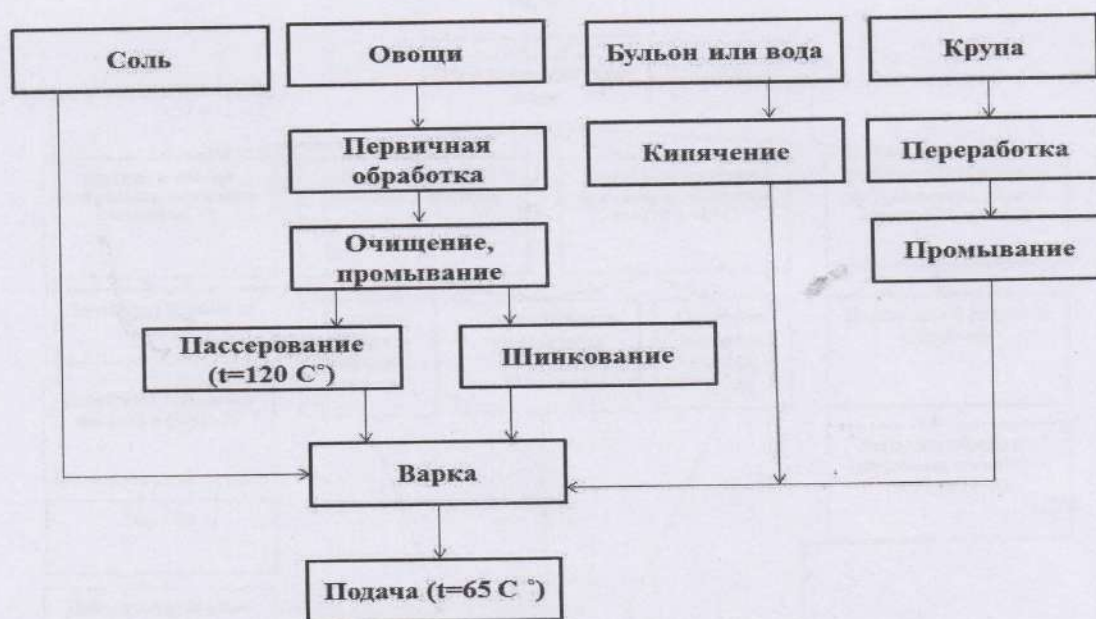 Соль
Овощи
Бульон или вода
Крупа
Первичная
обработка
Кипячение
Переработка
Очищение,
промывание
Промывание
Пассерование
(t=120 C°)
Шинкование
Варка
Подача (t=65 C °)